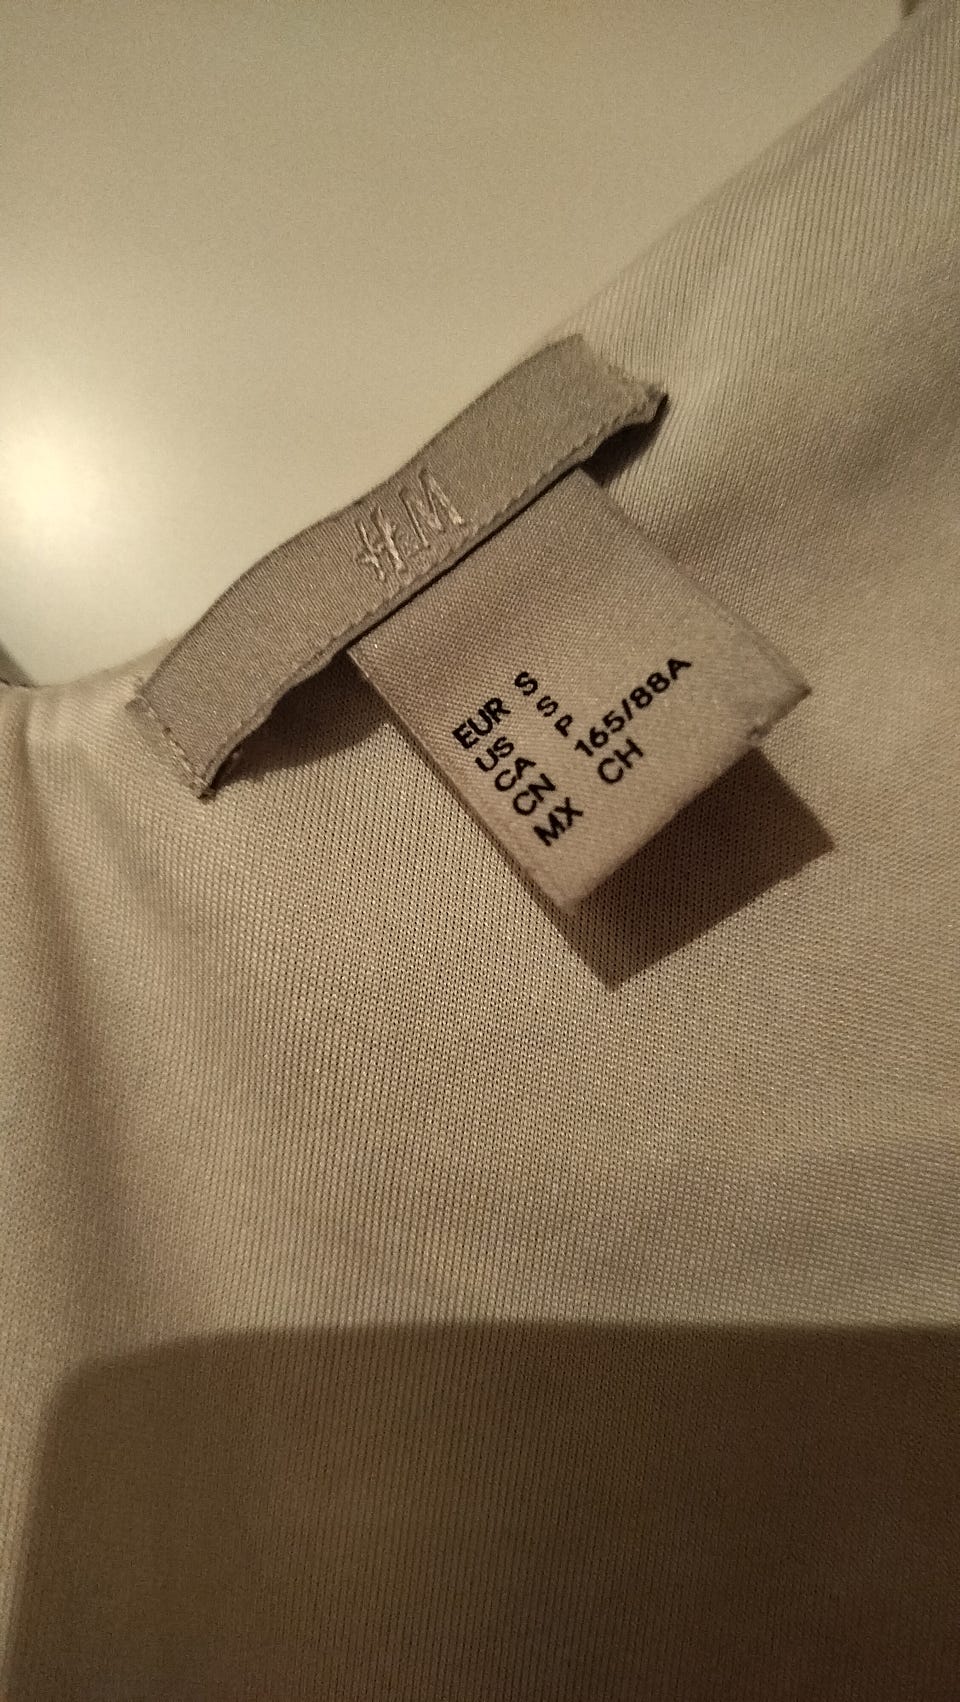 H&M
EUR S
US S
CA P
CN 165/88A
MX CH